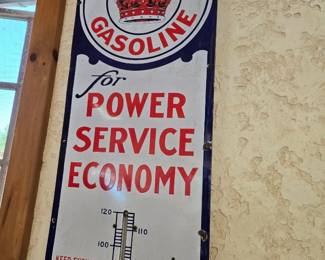 GASOLINE
for
POWER
SERVICE
ECONOMY
120
110
100